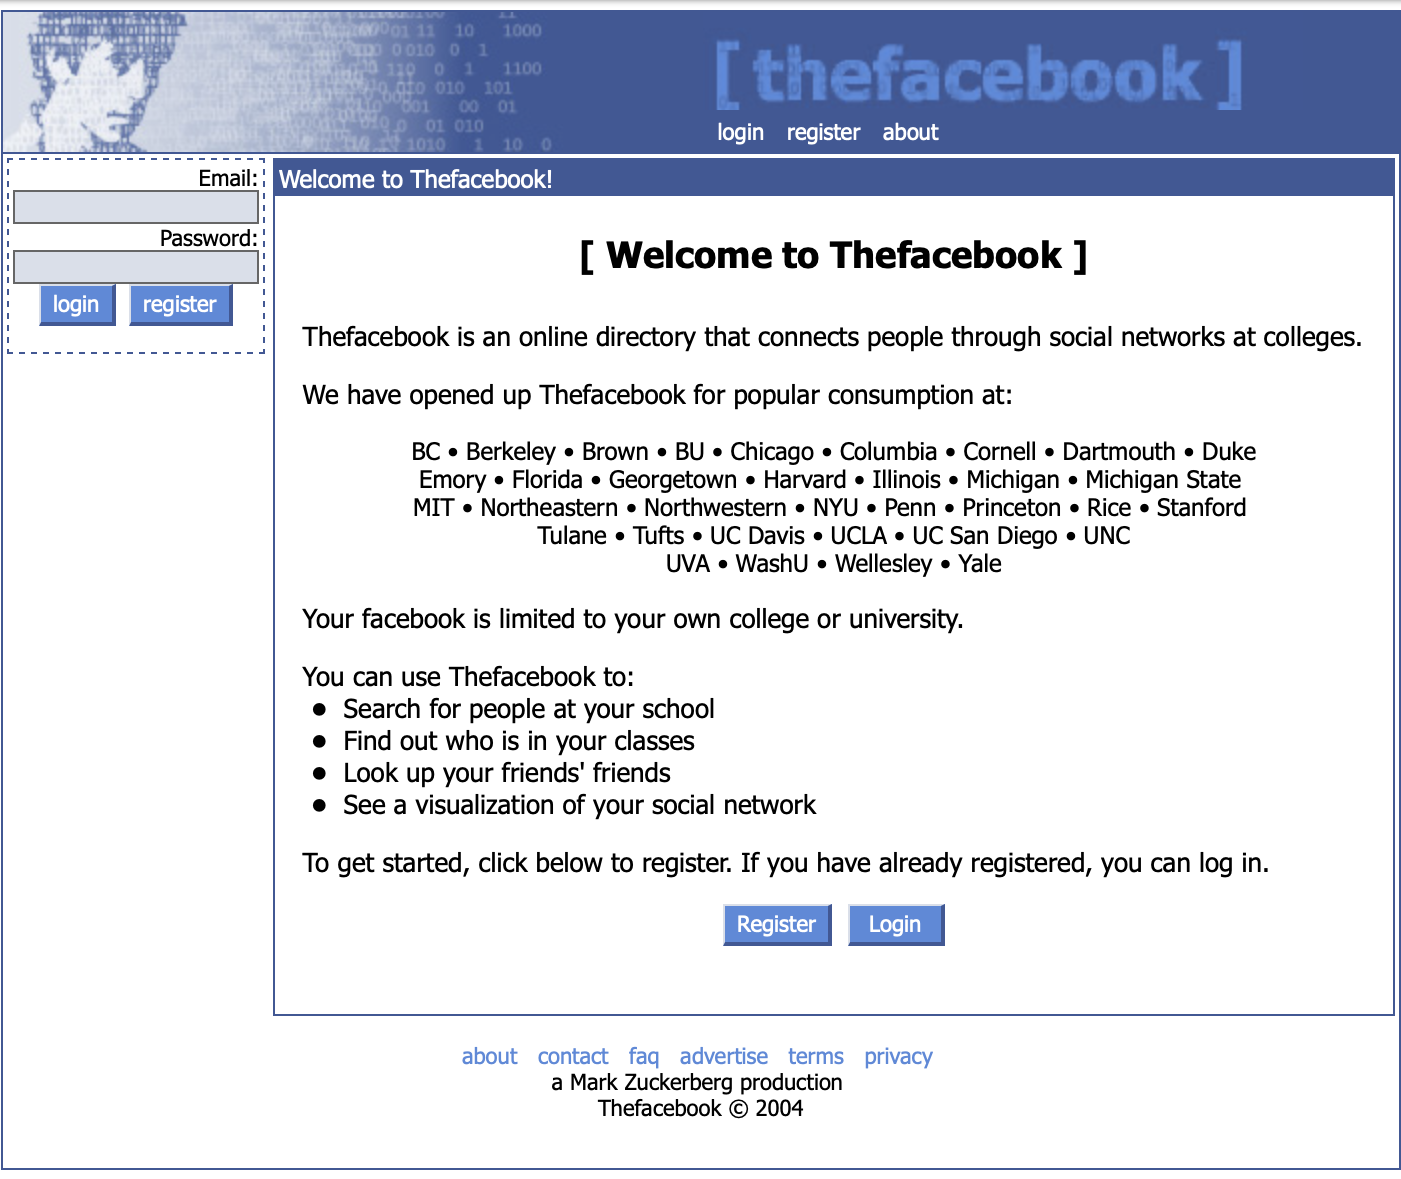 [ thefacebook ]
login register about
Email:
Password:
login register
Welcome to Thefacebook!
[ Welcome to Thefacebook ]
Thefacebook is an online directory that connects people through social networks at colleges.
We have opened up Thefacebook for popular consumption at:
BC • Berkeley • Brown • BU • Chicago • Columbia • Cornell • Dartmouth • Duke
Emory • Florida • Georgetown • Harvard • Illinois • Michigan • Michigan State
MIT • Northeastern • Northwestern • NYU • Penn • Princeton • Rice • Stanford
Tulane • Tufts • UC Davis • UCLA • UC San Diego • UNC
UVA • WashU • Wellesley • Yale
Your facebook is limited to your own college or university.
You can use Thefacebook to:
• Search for people at your school
• Find out who is in your classes
• Look up your friends' friends
• See a visualization of your social network
To get started, click below to register. If you have already registered, you can log in.
Register Login
about contact faq advertise terms privacy
a Mark Zuckerberg production
Thefacebook © 2004